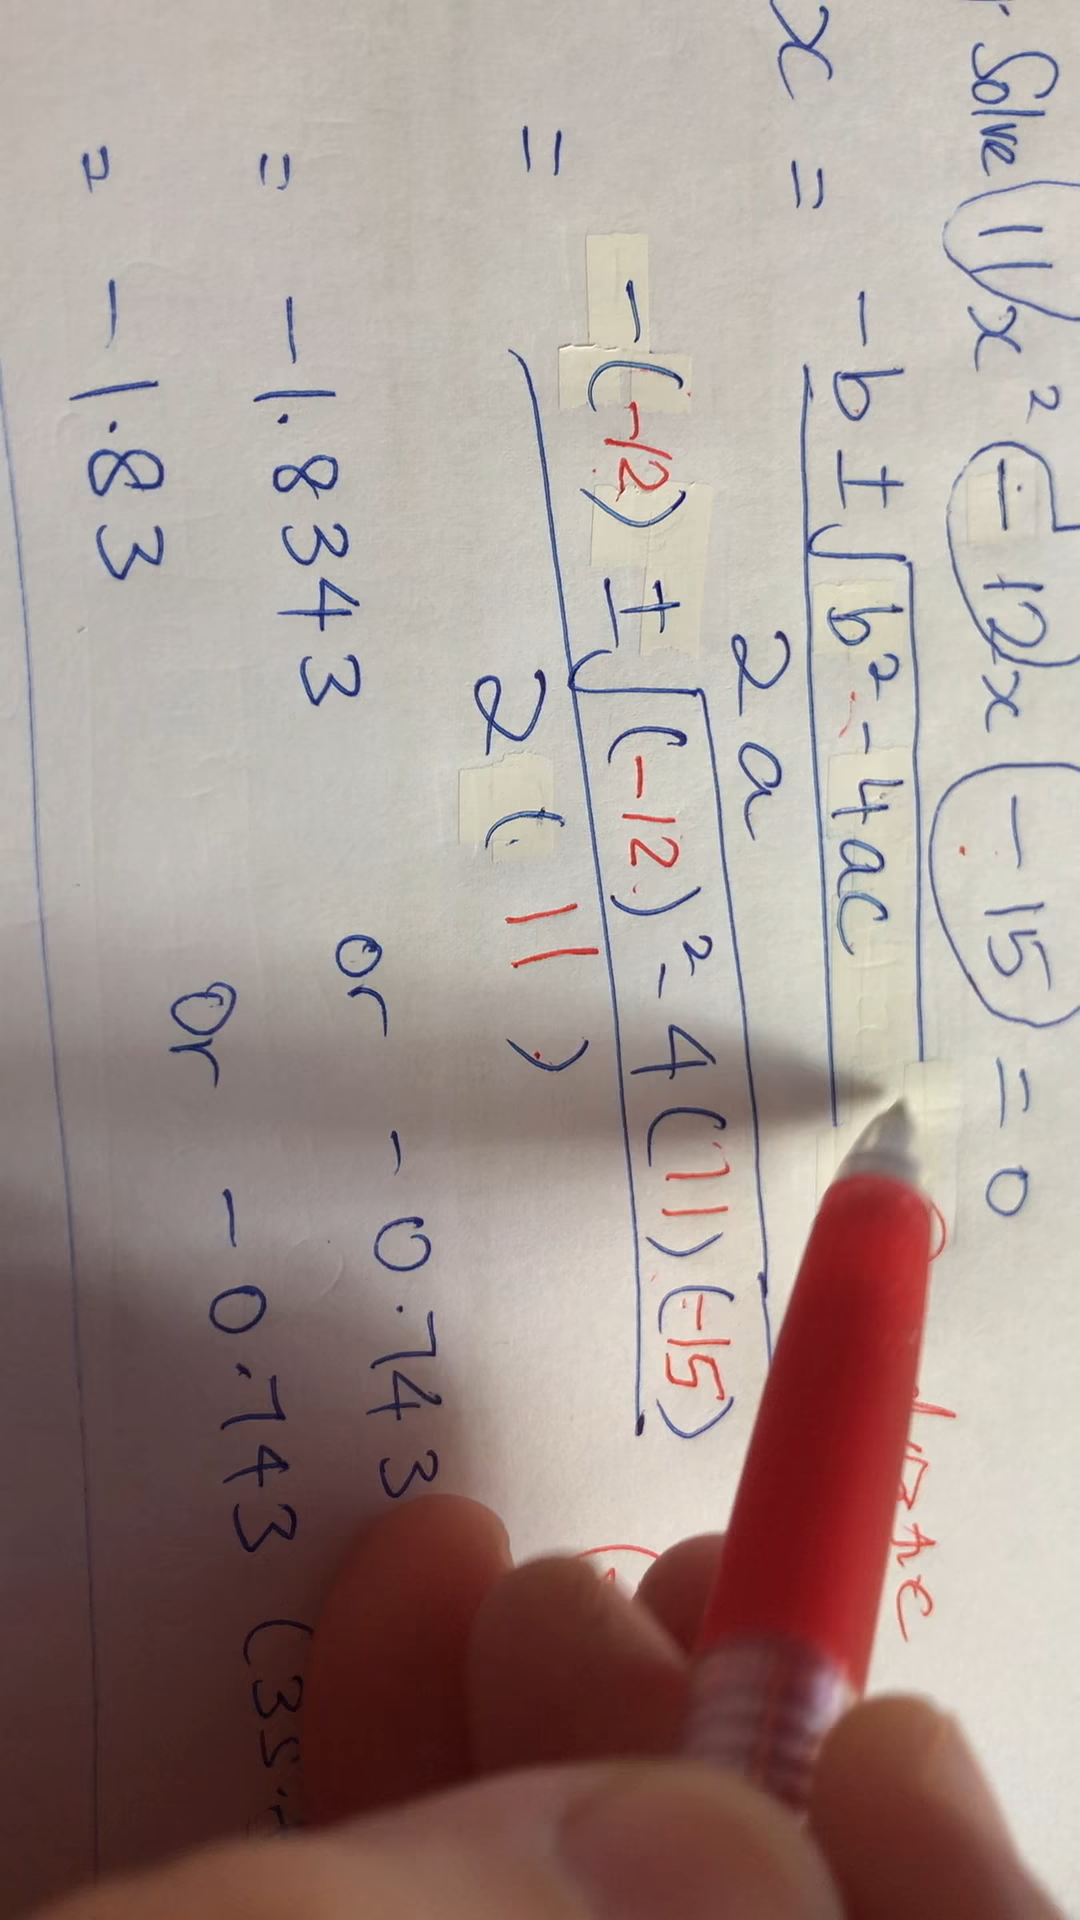 Solve 11x² - 12x - 15 = 0
x = -b ± √b² - 4ac
2a
= -(-12) ± √(-12)² - 4(11)(-15)
2(11)
= -1.8343 or -0.743
= -1.83 or -0.743 (3s.